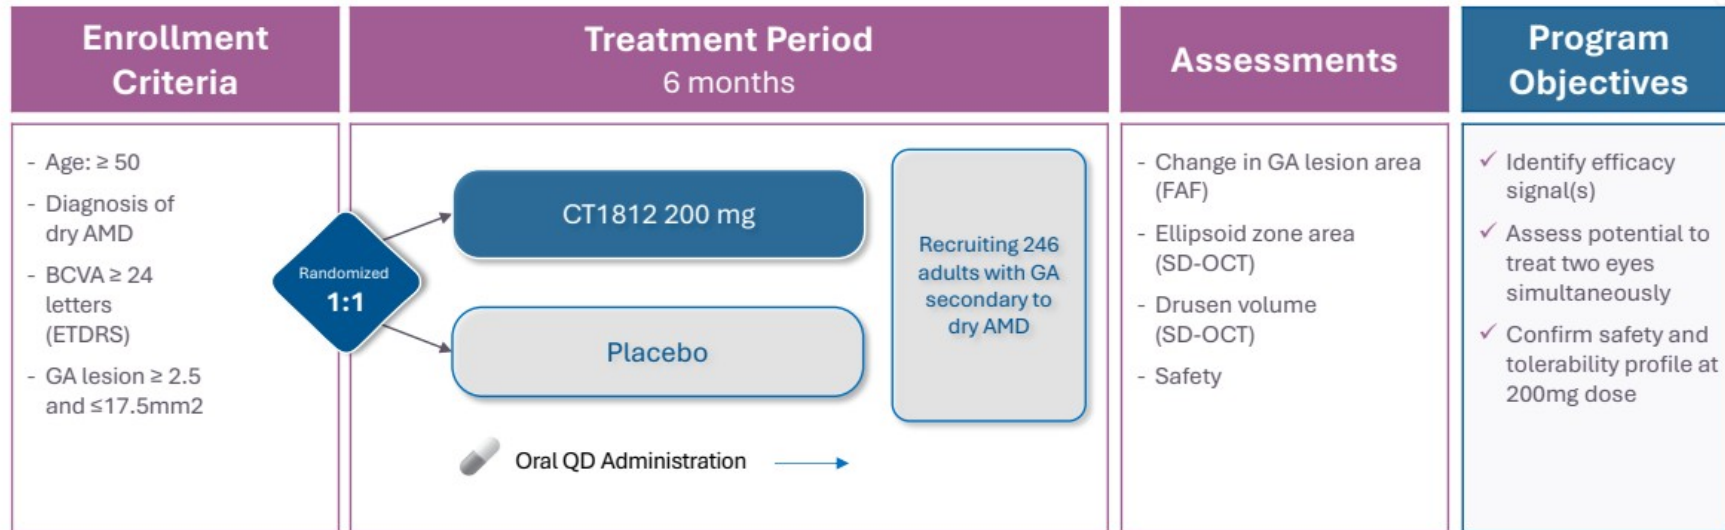 Enrollment
Criteria
- Age: ≥ 50
- Diagnosis of
dry AMD
- BCVA ≥ 24
letters
(ETDRS)
- GA lesion ≥ 2.5
and ≤17.5mm2
Treatment Period
6 months
Randomized
1:1
CT1812 200 mg
Placebo
Recruiting 246
adults with GA
secondary to
dry AMD
Oral QD Administration
Assessments
- Change in GA lesion area
(FAF)
- Ellipsoid zone area
(SD-OCT)
- Drusen volume
(SD-OCT)
- Safety
Program
Objectives
✓ Identify efficacy
signal(s)
✓ Assess potential to
treat two eyes
simultaneously
✓ Confirm safety and
tolerability profile at
200mg dose